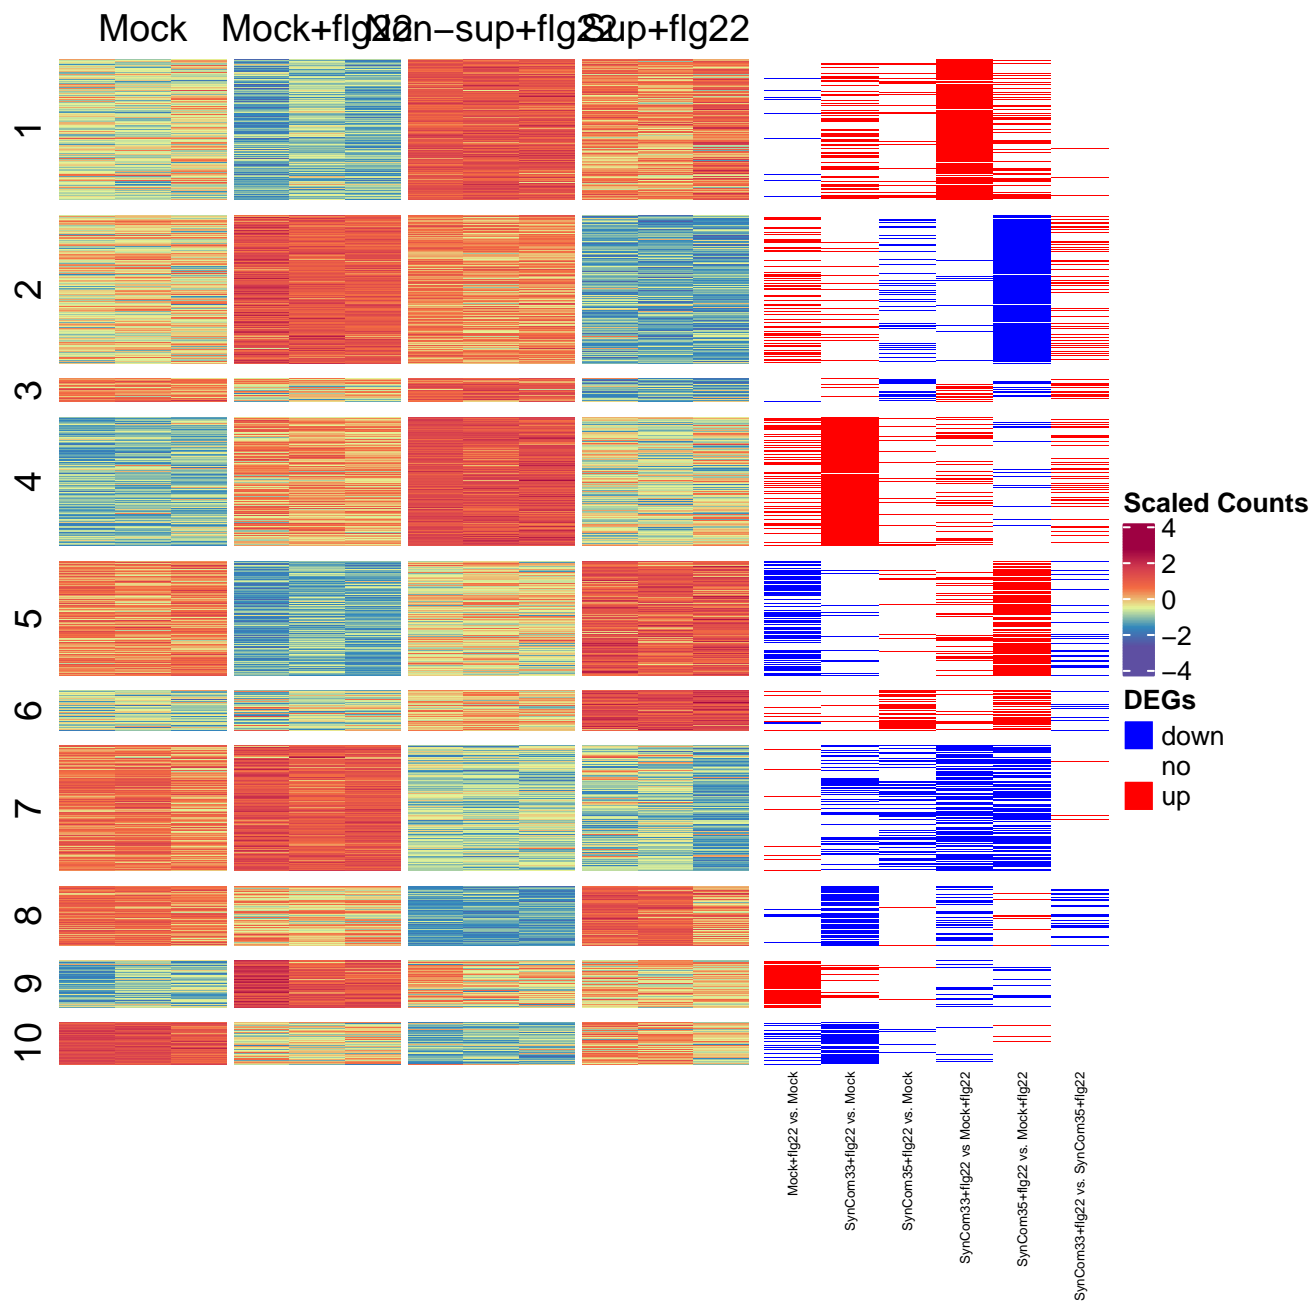 Mock Mock+flg22 Non−sup+flg22 Sup+flg22
1
2
3
4
5
6
7
8
9
10
Mock+flg22 vs. Mock
SynCom33+flg22 vs. Mock
SynCom35+flg22 vs. Mock
SynCom33+flg22 vs Mock+flg22
SynCom35+flg22 vs. Mock+flg22
SynCom33+flg22 vs. SynCom35+flg22
Scaled Counts
4
2
0
−2
−4
DEGs
down
no
up